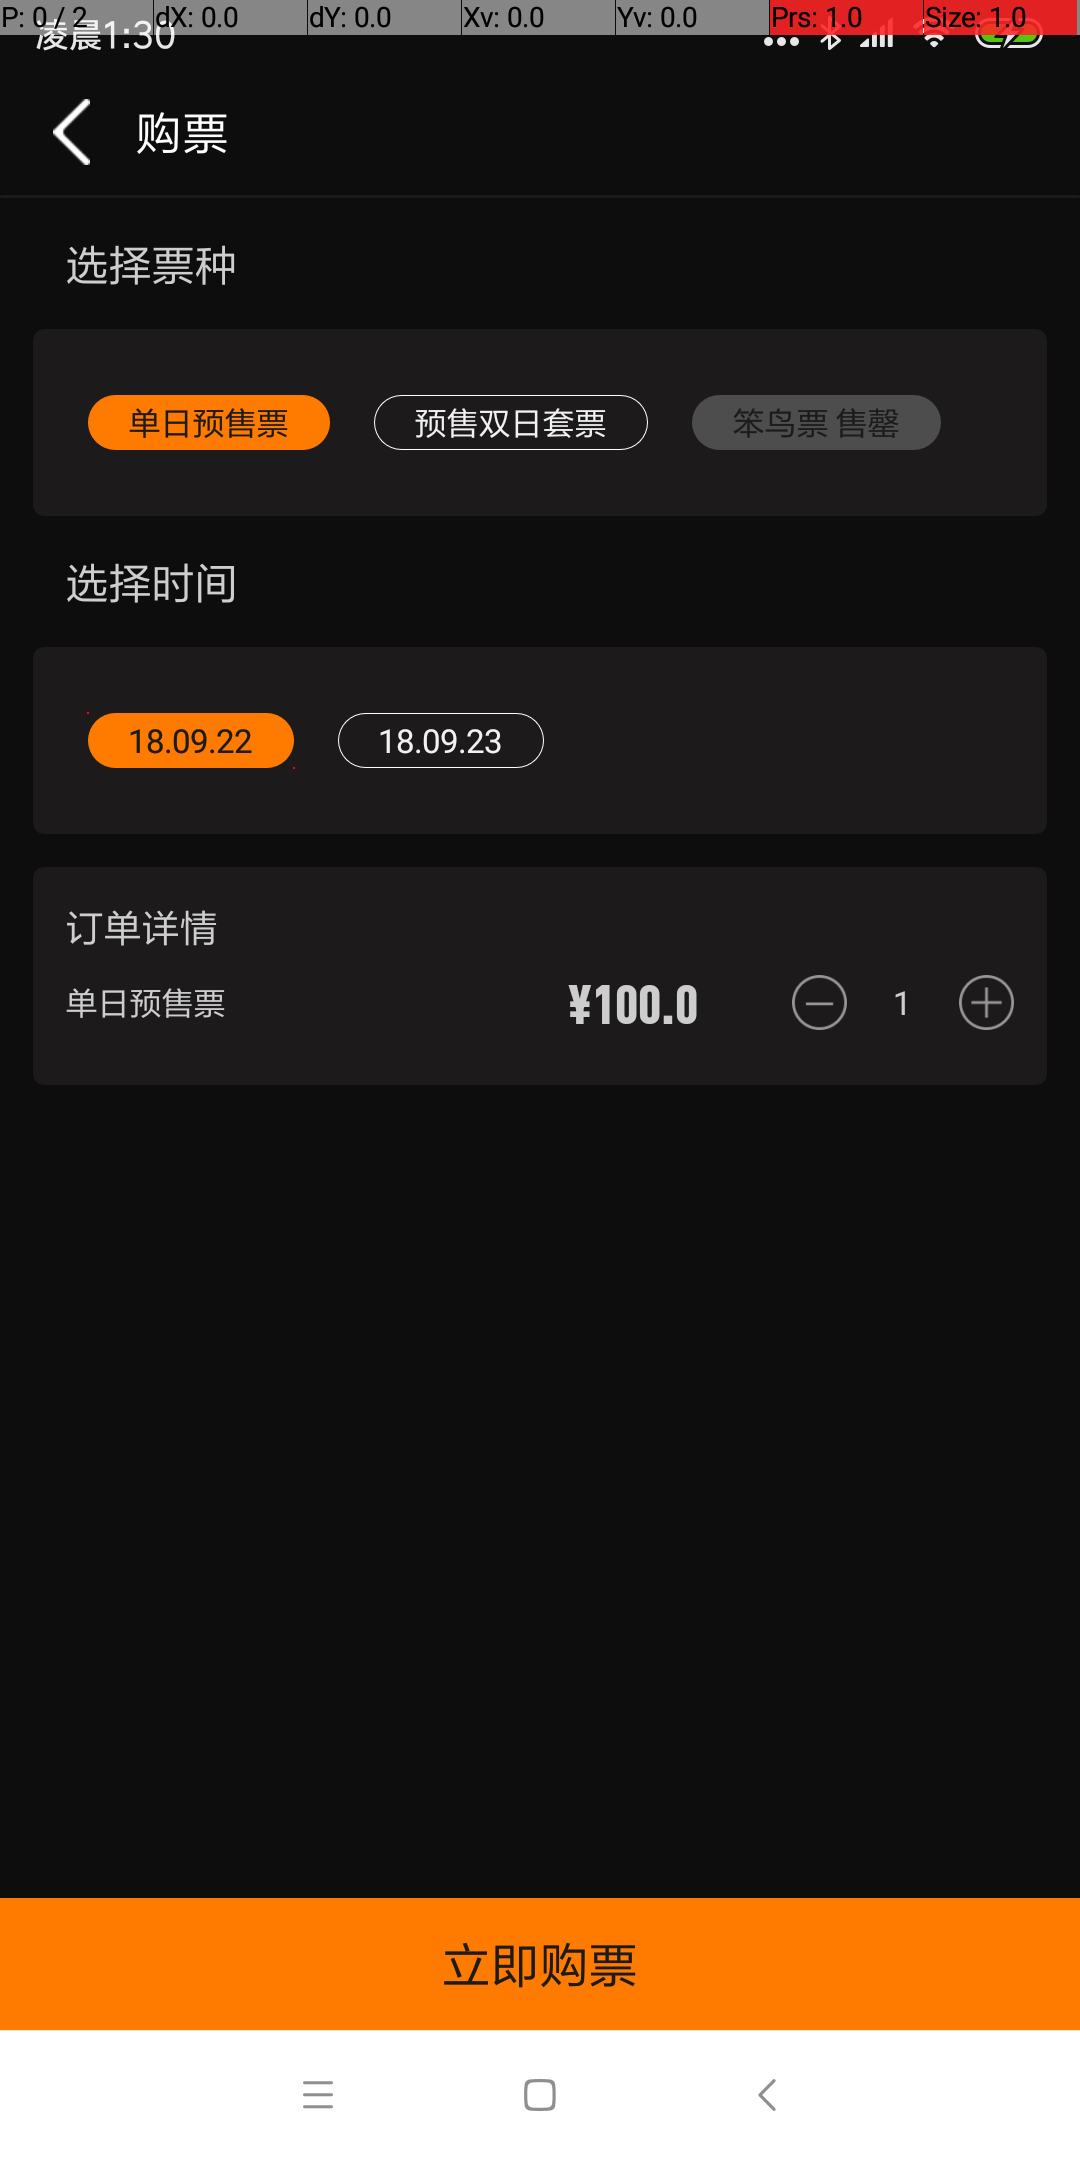 P: 0 / 2 dX: 0.0 dY: 0.0 Xv: 0.0 Yv: 0.0 Prs: 1.0 Size: 1.0
凌晨1:30
购票
选择票种
单日预售票 预售双日套票 笨鸟票 售罄
选择时间
18.09.22 18.09.23
订单详情
单日预售票 ¥100.0 1
立即购票